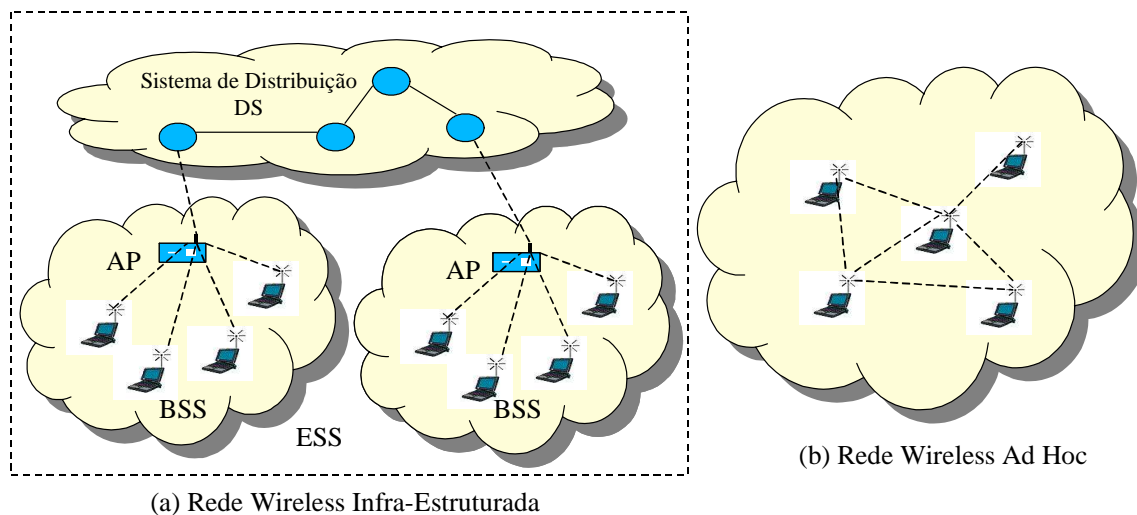 Sistema de Distribuição
DS
AP
AP
BSS
BSS
ESS
(a) Rede Wireless Infra-Estruturada
(b) Rede Wireless Ad Hoc